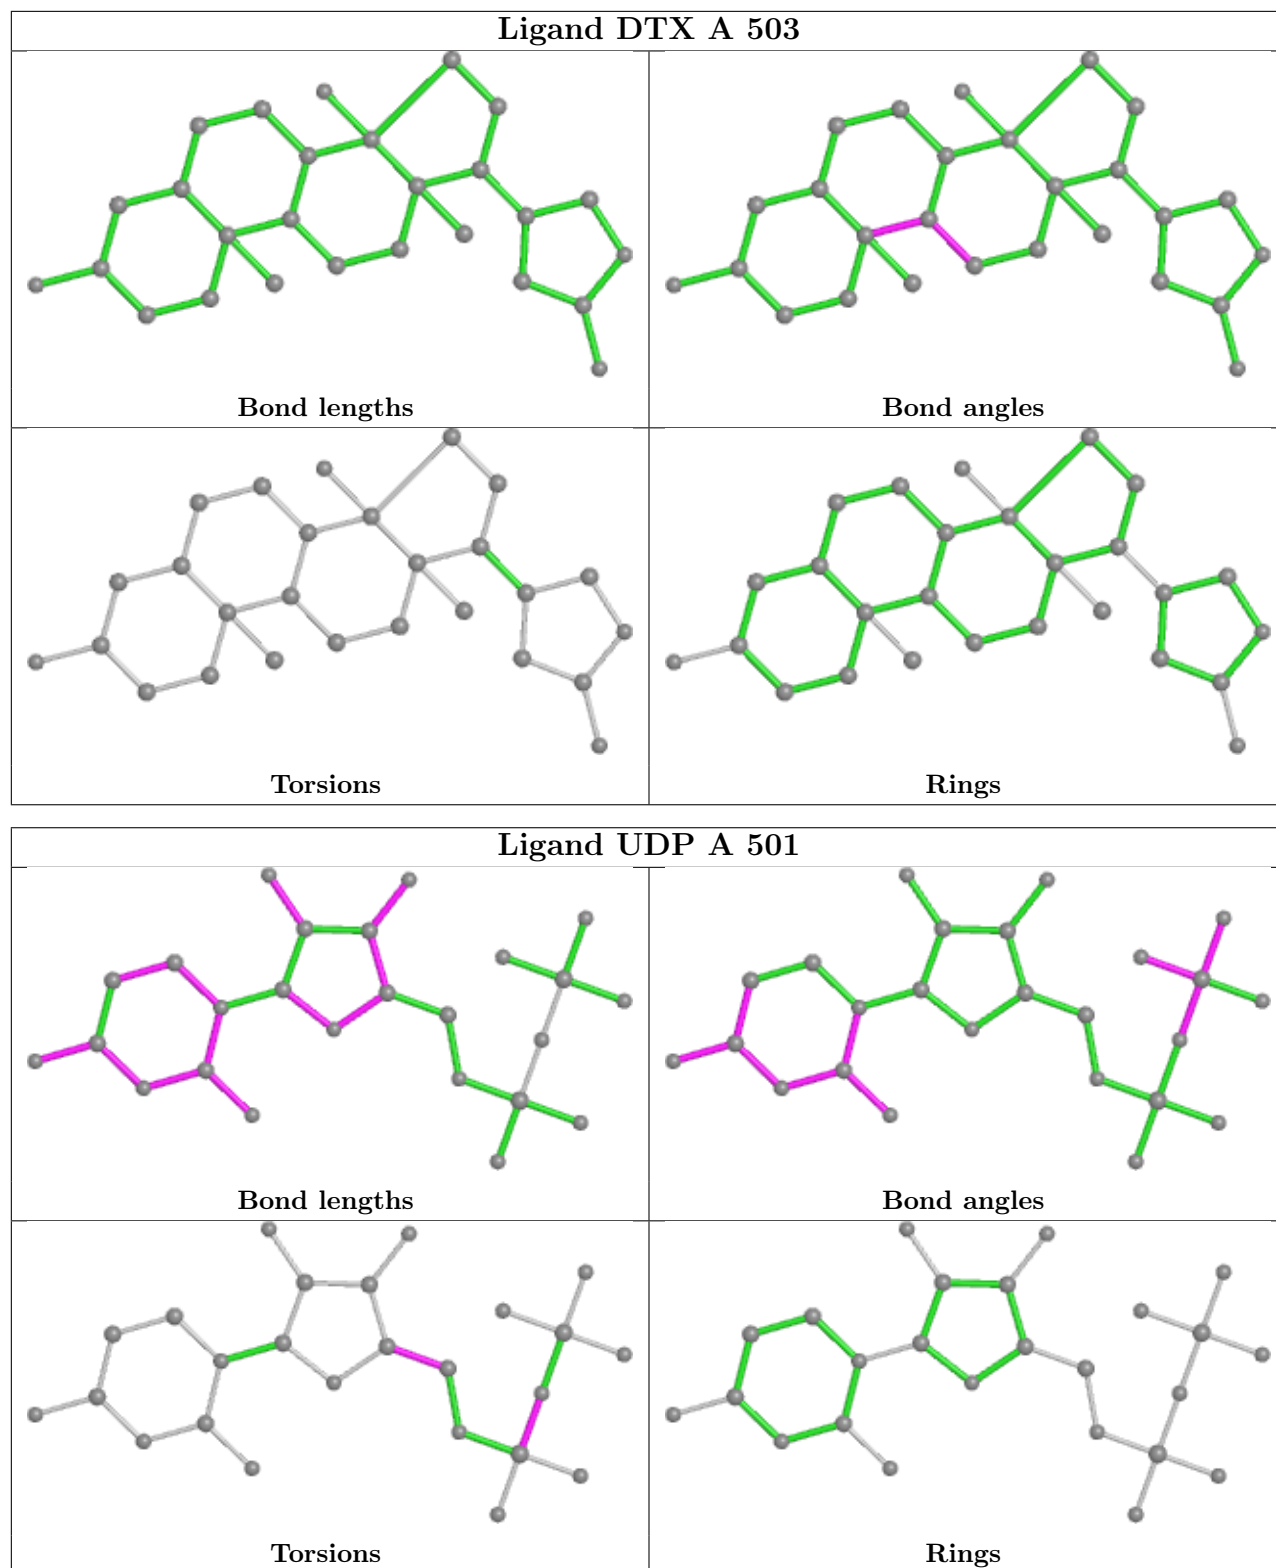 Ligand DTX A 503
Bond lengths
Bond angles
Torsions
Rings
Ligand UDP A 501
Bond lengths
Bond angles
Torsions
Rings